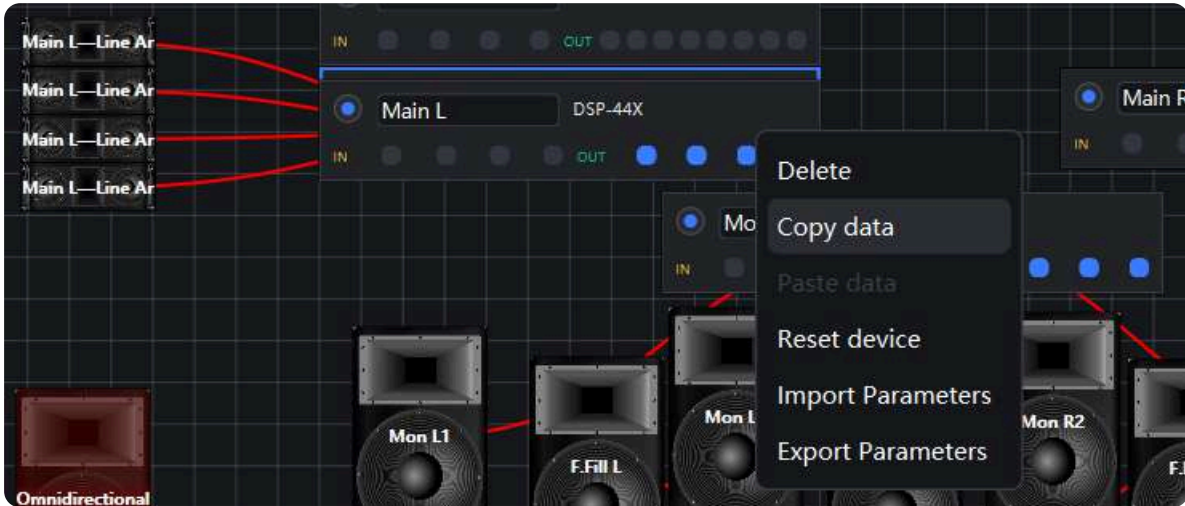 Main L—Line Ar
IN
OUT
Main L—Line Ar
Main L
DSP-44X
Main R
Main L—Line Ar
IN
OUT
IN
Main L—Line Ar
Delete
Mo
Copy data
IN
Paste data
Reset device
Import Parameters
Mon L1
Mon L
Mon R2
Export Parameters
F.Fill L
F.
Omnidirectional